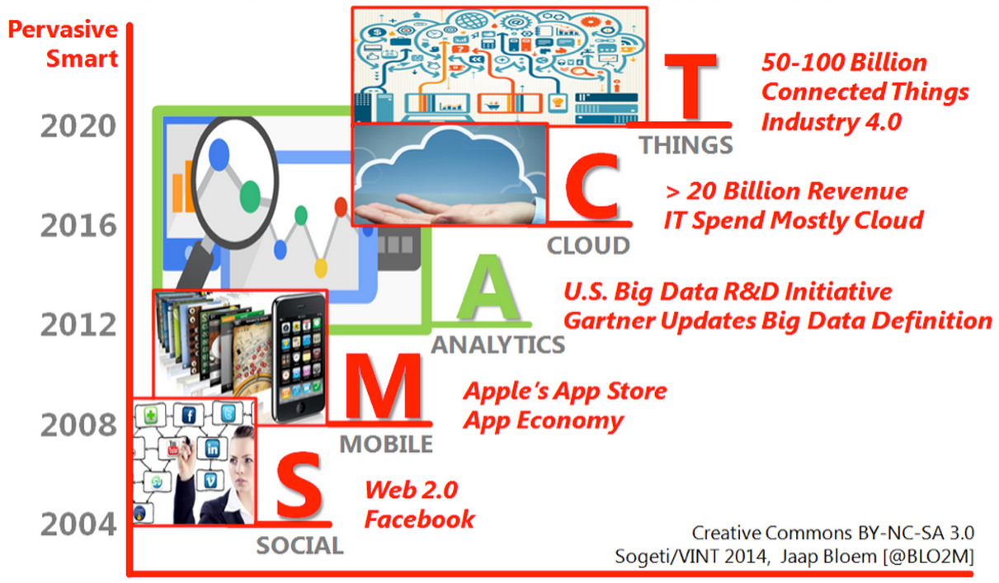 Pervasive
Smart
2020
2016
2012
2008
2004
T
THINGS
50-100 Billion
Connected Things
Industry 4.0
C
CLOUD
> 20 Billion Revenue
IT Spend Mostly Cloud
A
ANALYTICS
U.S. Big Data R&D Initiative
Gartner Updates Big Data Definition
M
MOBILE
Apple's App Store
App Economy
S
SOCIAL
Web 2.0
Facebook
You
in
Creative Commons BY-NC-SA 3.0
Sogeti/VINT 2014, Jaap Bloem [@BLO2M]